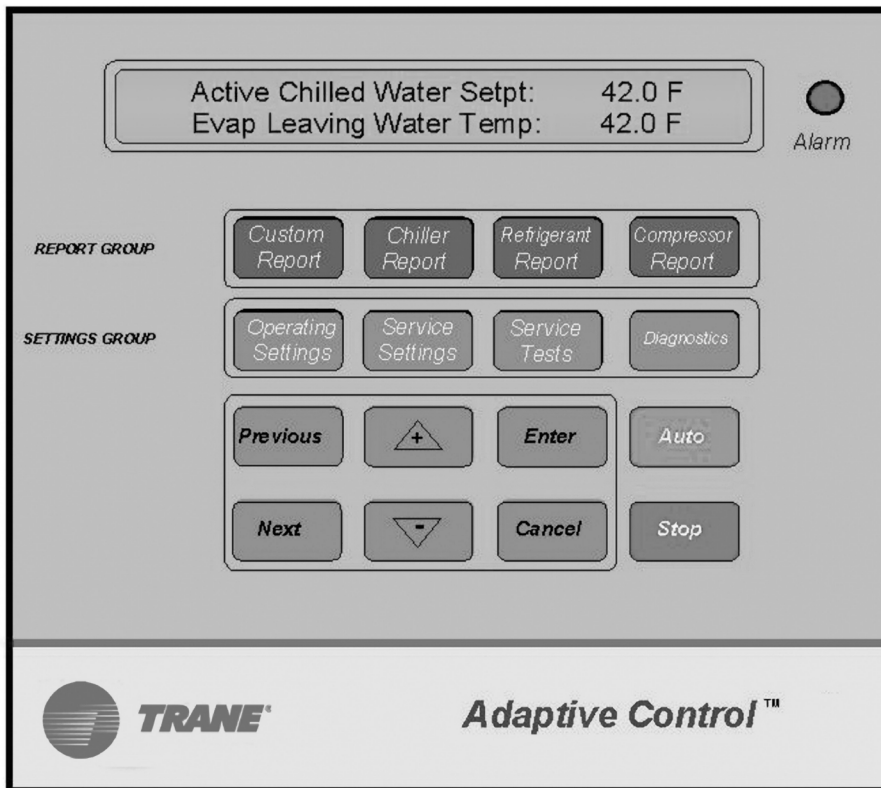 Active Chilled Water Setpt: 42.0 F
Evap Leaving Water Temp: 42.0 F
Alarm
REPORT GROUP
Custom Report
Chiller Report
Refrigerant Report
Compressor Report
SETTINGS GROUP
Operating Settings
Service Settings
Service Tests
Diagnostics
Previous
+
Enter
Auto
Next
-
Cancel
Stop
TRANE®
Adaptive Control™